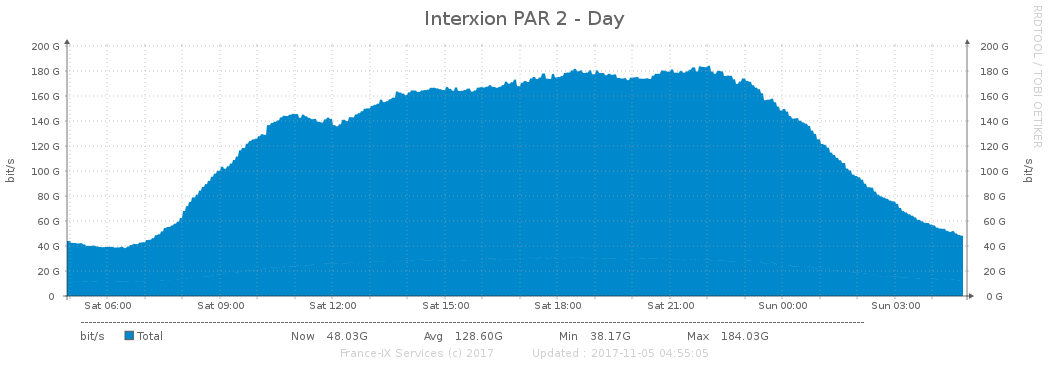 Interxion PAR 2 - Day
RRDTOOL / TOBI OETIKER
200 G 200 G
180 G 180 G
160 G 160 G
140 G 140 G
120 G 120 G
100 G 100 G
80 G 80 G
60 G 60 G
40 G 40 G
20 G 20 G
0 0 G
bit/s bit/s
Sat 06:00 Sat 09:00 Sat 12:00 Sat 15:00 Sat 18:00 Sat 21:00 Sun 00:00 Sun 03:00
bit/s Total Now 48.03G Avg 128.60G Min 38.17G Max 184.03G
France-IX Services (c) 2017 Updated : 2017-11-05 04:55:05